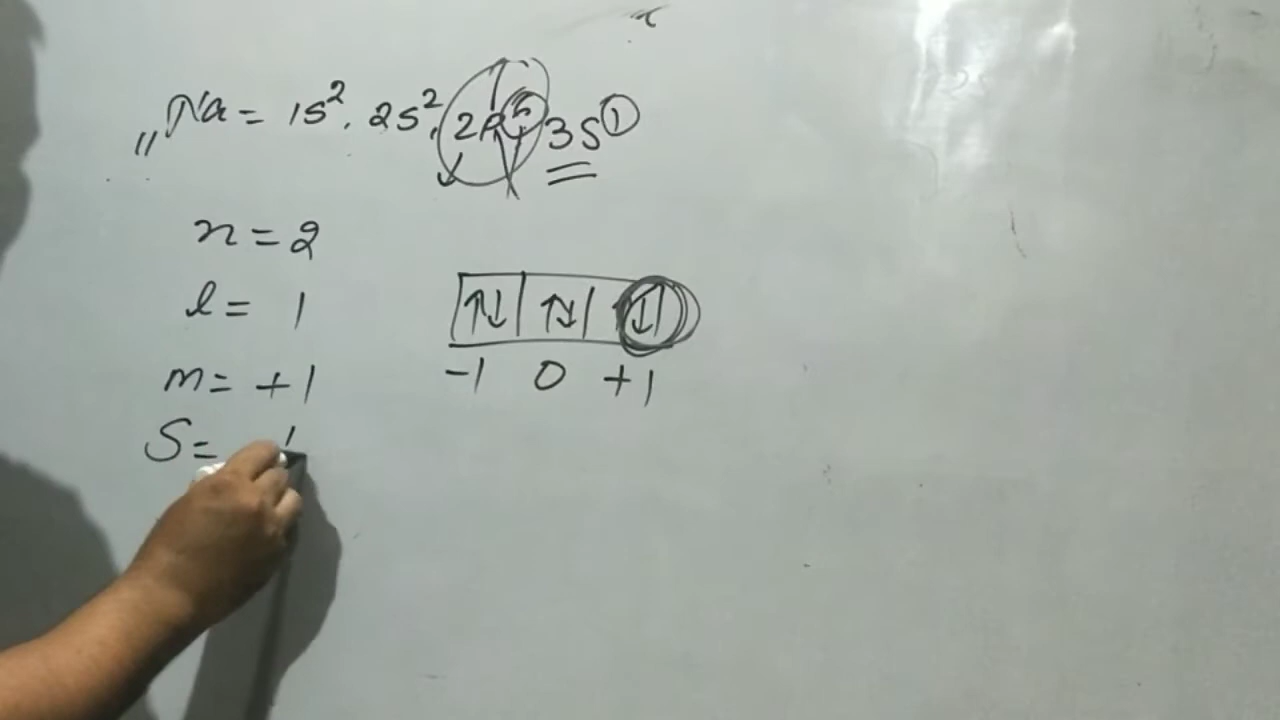 ₁₁Na = 1s². 2s², 2p⁶ 3s¹
n = 2
l = 1
↑↓ ↑↓ ↑↓
m = +1
-1 0 +1
S =